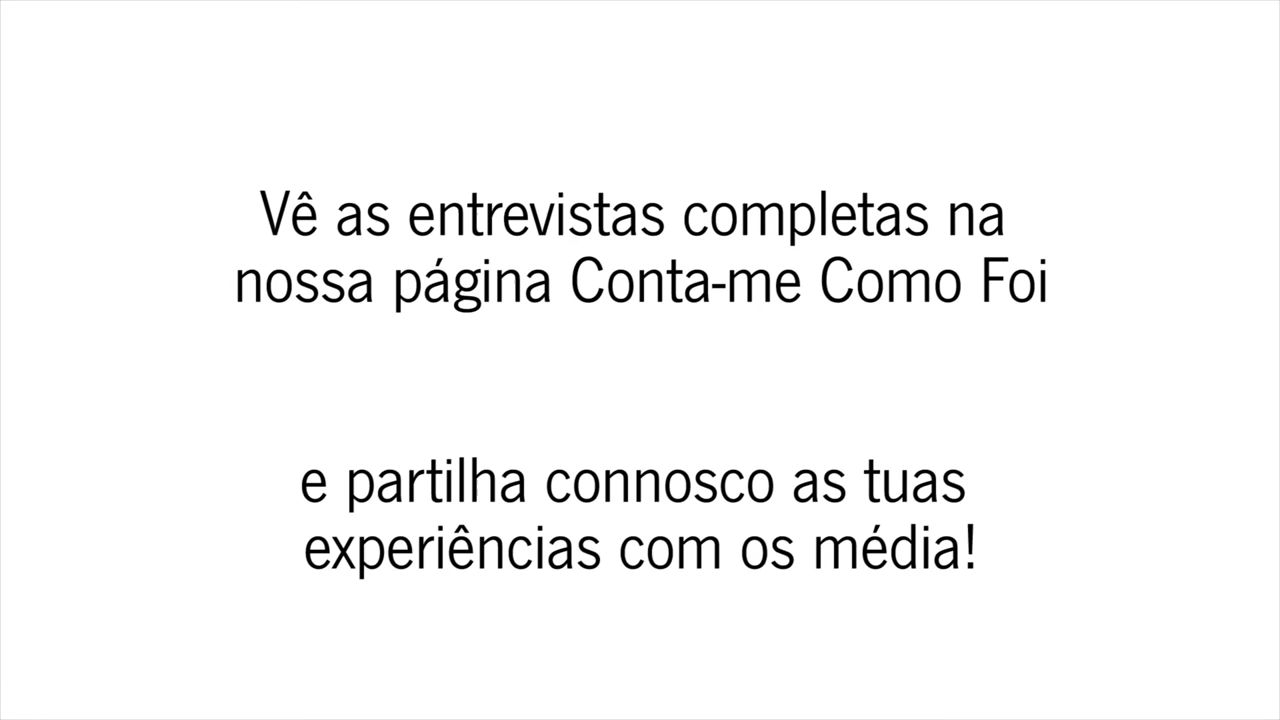 Vê as entrevistas completas na
nossa página Conta-me Como Foi
e partilha connosco as tuas
experiências com os média!